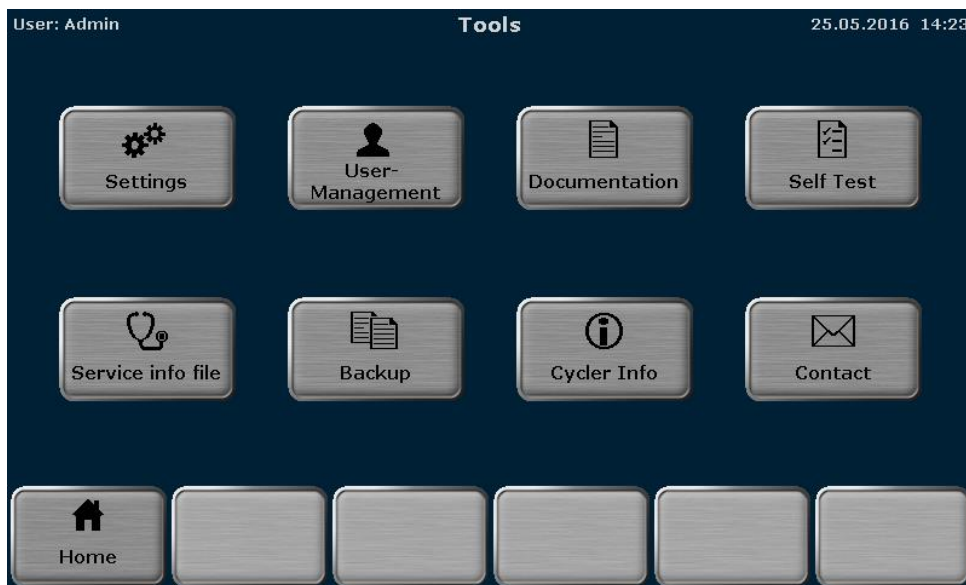 User: Admin
Tools
25.05.2016 14:23
Settings
User-
Management
Documentation
Self Test
Service info file
Backup
Cycler Info
Contact
Home